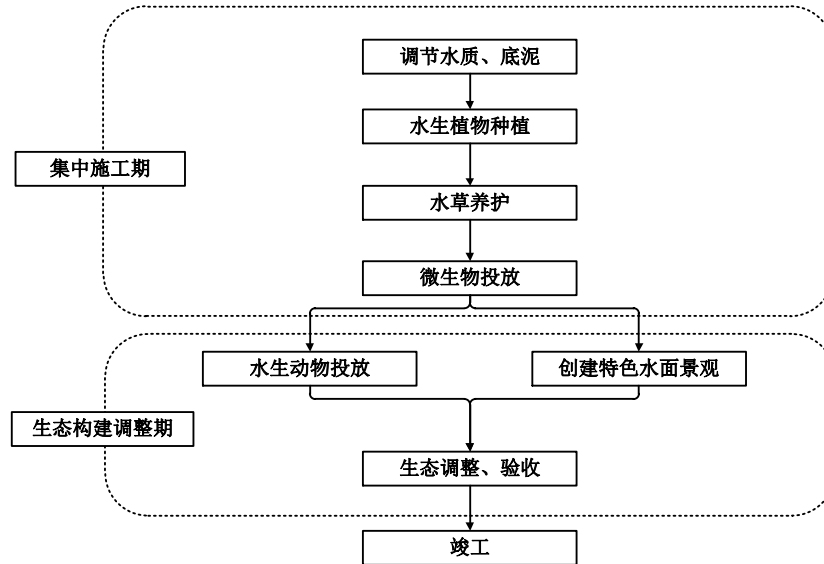 调节水质、底泥
水生植物种植
集中施工期
水草养护
微生物投放
水生动物投放
创建特色水面景观
生态构建调整期
生态调整、验收
竣工